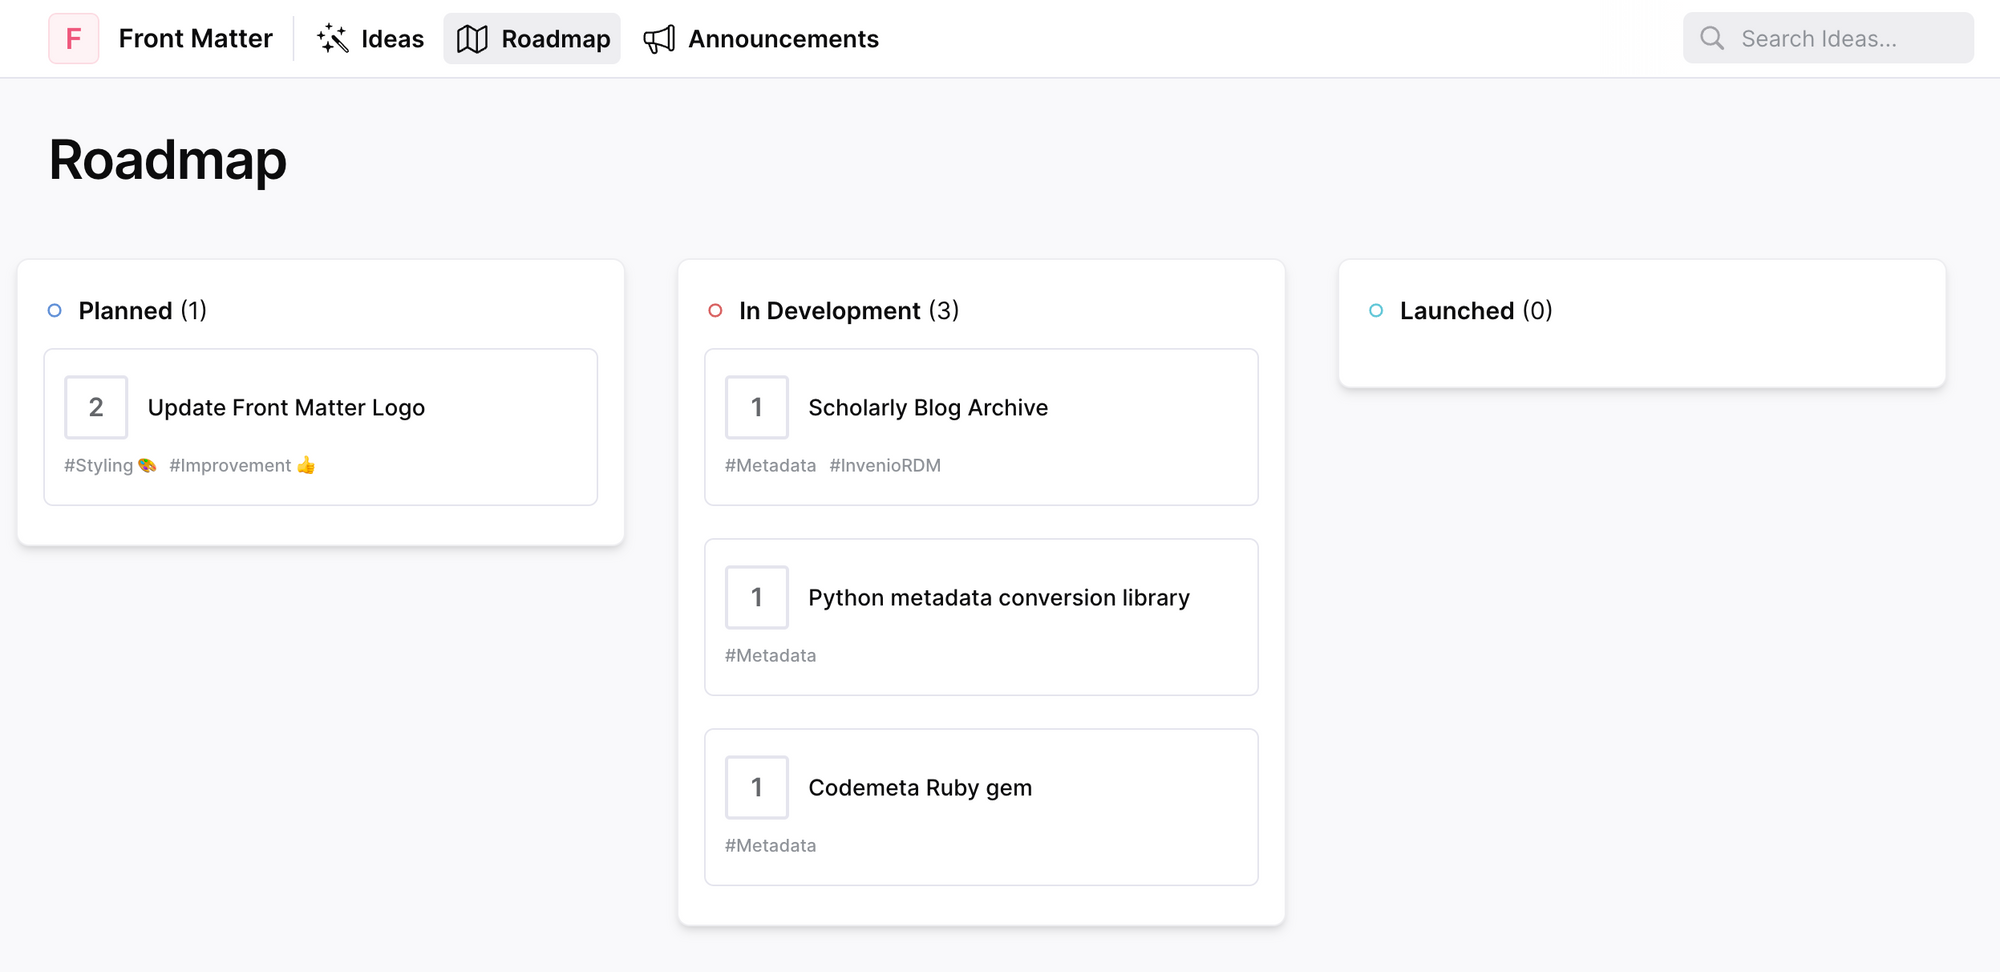 F Front Matter Ideas Roadmap Announcements Search Ideas...
Roadmap
Planned (1)
2 Update Front Matter Logo
#Styling 🎨 #Improvement 👍
In Development (3)
1 Scholarly Blog Archive
#Metadata #InvenioRDM
1 Python metadata conversion library
#Metadata
1 Codemeta Ruby gem
#Metadata
Launched (0)